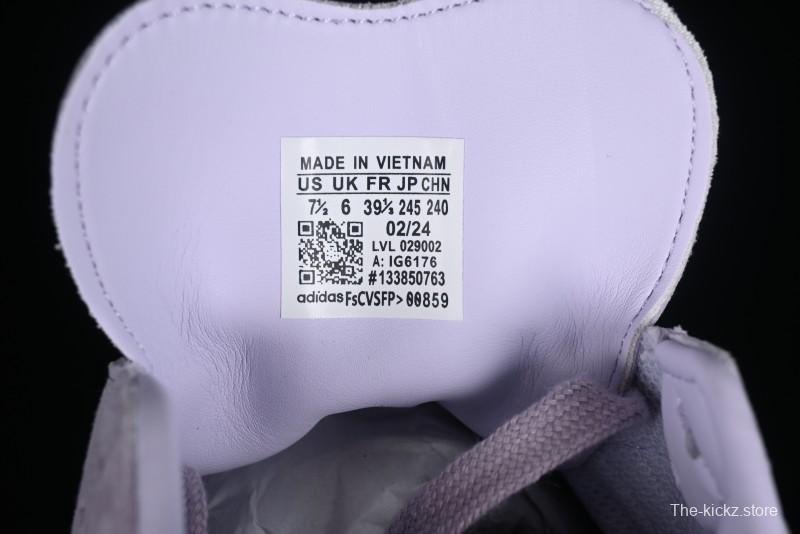 MADE IN VIETNAM
US UK FR JP CHN
7½ 6 39⅓ 245 240
02/24
LVL 029002
A: IG6176
#133850763
adidas FsCVSFP> 00859
The-kickz.store